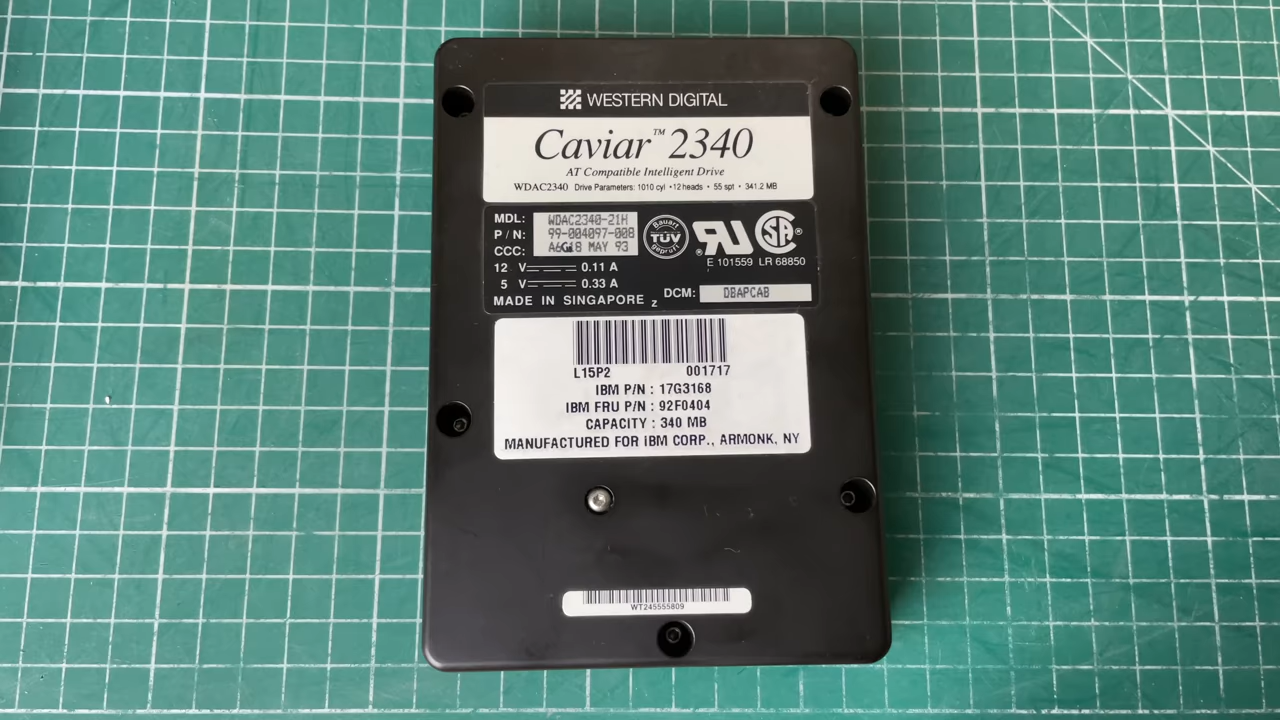 WESTERN DIGITAL
Caviar™ 2340
AT Compatible Intelligent Drive
WDAC2340 Drive Parameters: 1010 cyl • 12 heads • 55 spt • 341.2 MB
MDL: WDAC2340-21H
P / N: 99-004097-008
CCC: A6G18 MAY 93
Bauart
TÜV
geprüft
RU ®
SA ®
E 101559 LR 68850
12 V 0.11 A
5 V 0.33 A
MADE IN SINGAPORE z
DCM: DBAPCAB
L15P2 001717
IBM P/N : 17G3168
IBM FRU P/N : 92F0404
CAPACITY : 340 MB
MANUFACTURED FOR IBM CORP., ARMONK, NY
WT245555809